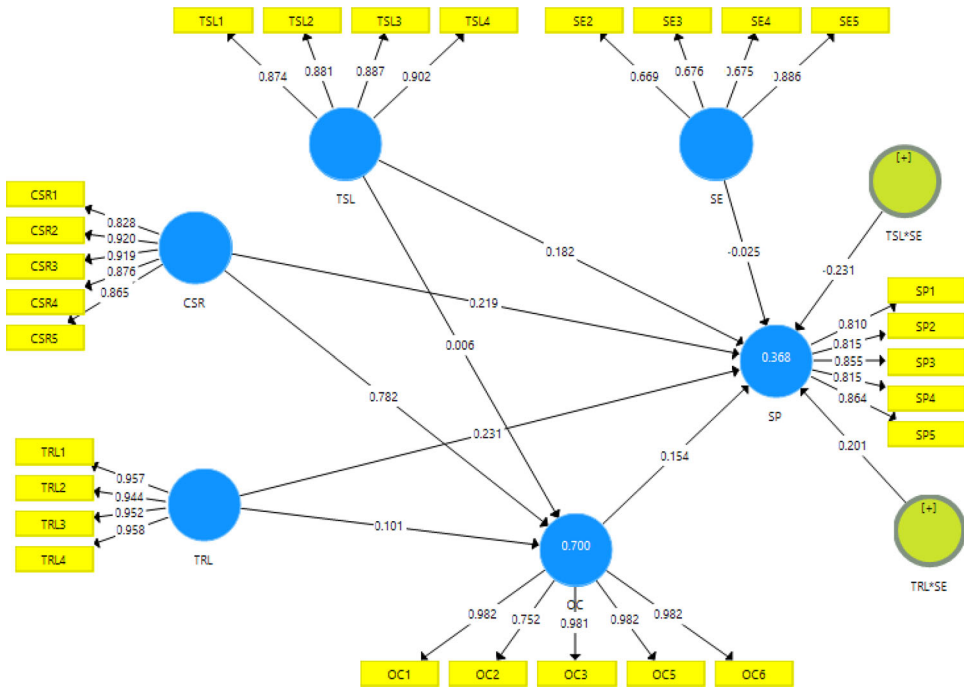 TSL1 TSL2 TSL3 TSL4 SE2 SE3 SE4 SE5
0.874 0.881 0.887 0.902 0.669 0.676 0.675 0.886
[+]
TSL SE TSL*SE
CSR1
CSR2
CSR3
CSR4
CSR5
0.828
0.920
0.919
0.876
0.865
CSR
0.182 -0.025 -0.231
0.219
0.006
0.782
0.231
0.154
0.101
0.201
SP1
SP2
SP3
SP4
SP5
0.810
0.815
0.855
0.815
0.864
0.368
SP
TRL1
TRL2
TRL3
TRL4
0.957
0.944
0.952
0.958
TRL
[+]
TRL*SE
0.700
OC
0.982 0.752 0.981 0.982 0.982
OC1 OC2 OC3 OC5 OC6